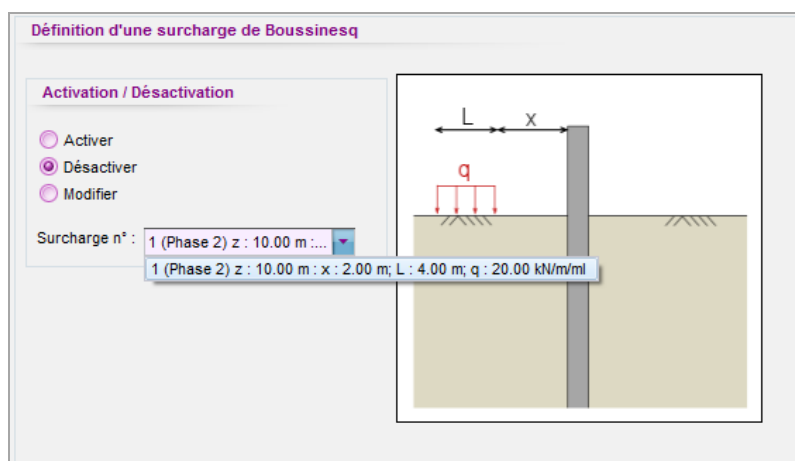 Définition d'une surcharge de Boussinesq
Activation / Désactivation
Activer
Désactiver
Modifier
Surcharge n° : 1 (Phase 2) z : 10.00 m :...
1 (Phase 2) z : 10.00 m : x : 2.00 m; L : 4.00 m; q : 20.00 kN/m/ml
L x
q